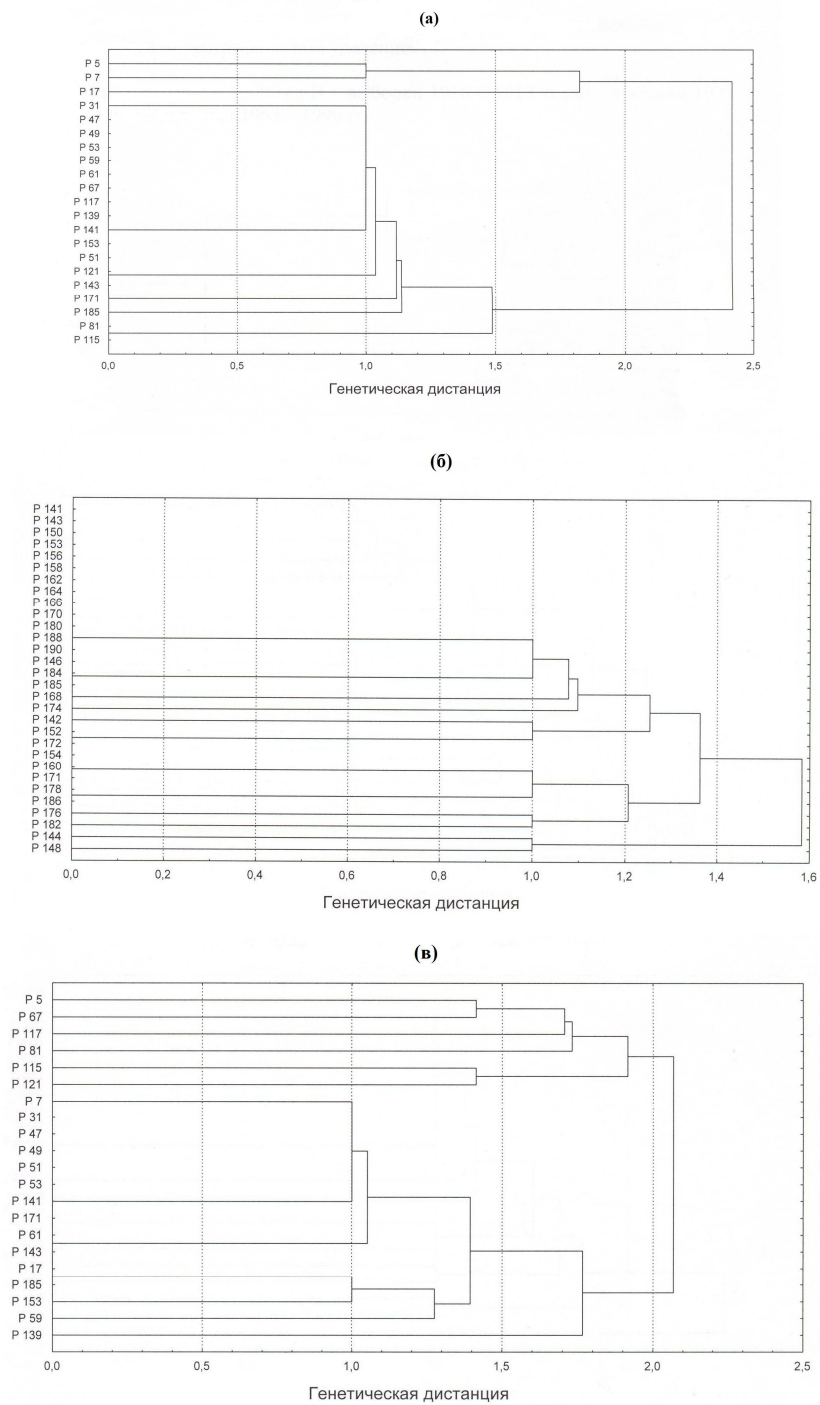 (а)
Р 5
Р 7
Р 17
Р 31
Р 47
Р 49
Р 53
Р 59
Р 61
Р 67
Р 117
Р 139
Р 141
Р 153
Р 51
Р 121
Р 143
Р 171
Р 185
Р 81
Р 115
0,0 0,5 1,0 1,5 2,0 2,5
Генетическая дистанция
(б)
Р 141
Р 143
Р 150
Р 153
Р 156
Р 158
Р 162
Р 164
Р 166
Р 170
Р 180
Р 188
Р 190
Р 146
Р 184
Р 185
Р 168
Р 174
Р 142
Р 152
Р 172
Р 154
Р 160
Р 171
Р 178
Р 186
Р 176
Р 182
Р 144
Р 148
0,0 0,2 0,4 0,6 0,8 1,0 1,2 1,4 1,6
Генетическая дистанция
(в)
Р 5
Р 67
Р 117
Р 81
Р 115
Р 121
Р 7
Р 31
Р 47
Р 49
Р 51
Р 53
Р 141
Р 171
Р 61
Р 143
Р 17
Р 185
Р 153
Р 59
Р 139
0,0 0,5 1,0 1,5 2,0 2,5
Генетическая дистанция